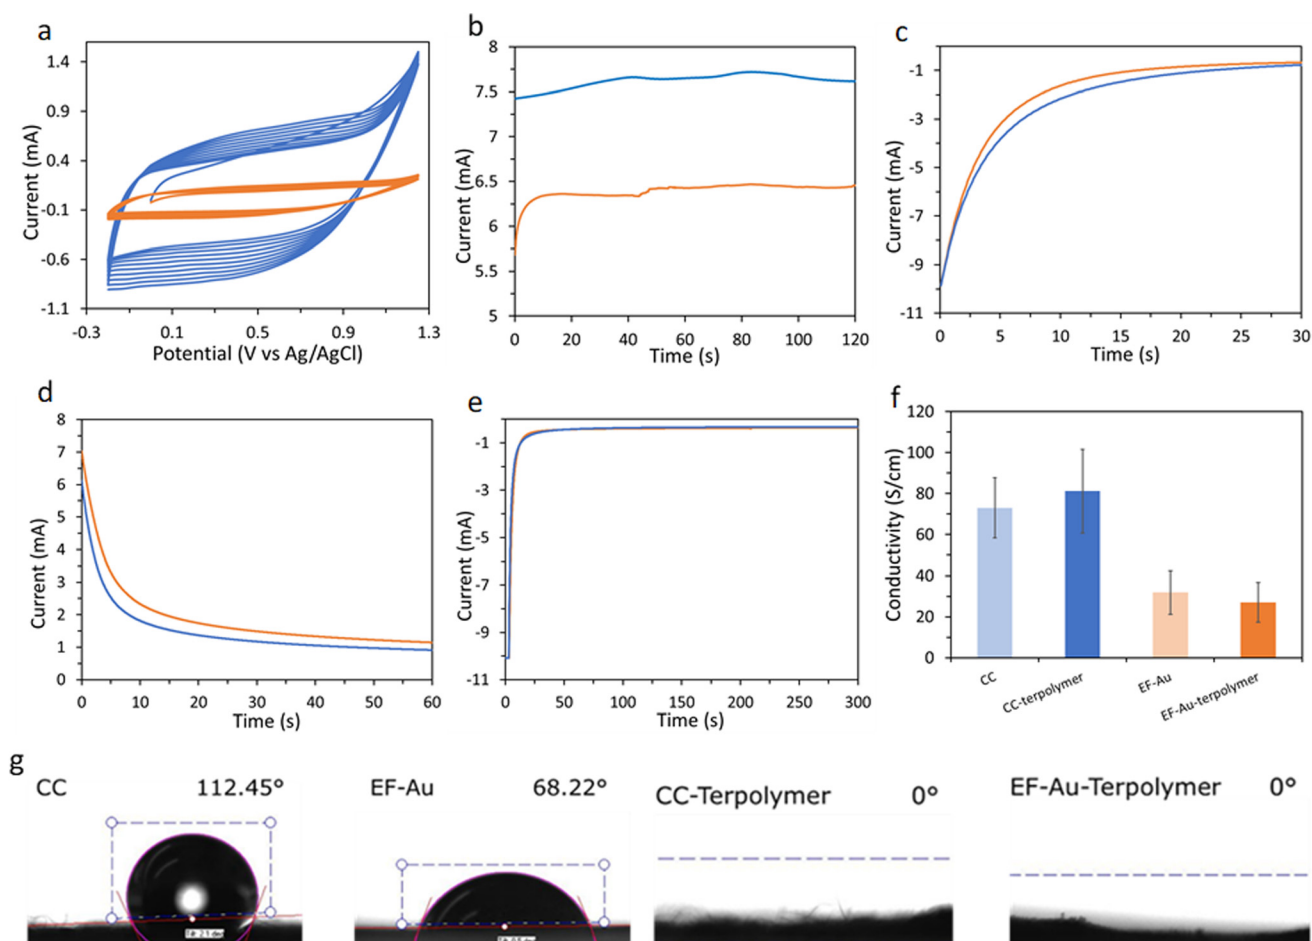 a
1.4
0.9
0.4
-0.1
-0.6
-1.1
-0.3 0.1 0.5 0.9 1.3
Current (mA)
Potential (V vs Ag/AgCl)
b
8
7.5
7
6.5
6
5.5
5
0 20 40 60 80 100 120
Current (mA)
Time (s)
c
-1
-3
-5
-7
-9
-11
0 5 10 15 20 25 30
Current (mA)
Time (s)
d
8
7
6
5
4
3
2
1
0
0 10 20 30 40 50 60
Current (mA)
Time (s)
e
-1
-3
-5
-7
-9
-11
0 50 100 150 200 250 300
Current (mA)
Time (s)
f
120
100
80
60
40
20
0
Conductivity (S/cm)
CC
CC-terpolymer
EF-Au
EF-Au-terpolymer
g
CC 112.45°
EF-Au 68.22°
CC-Terpolymer 0°
EF-Au-Terpolymer 0°